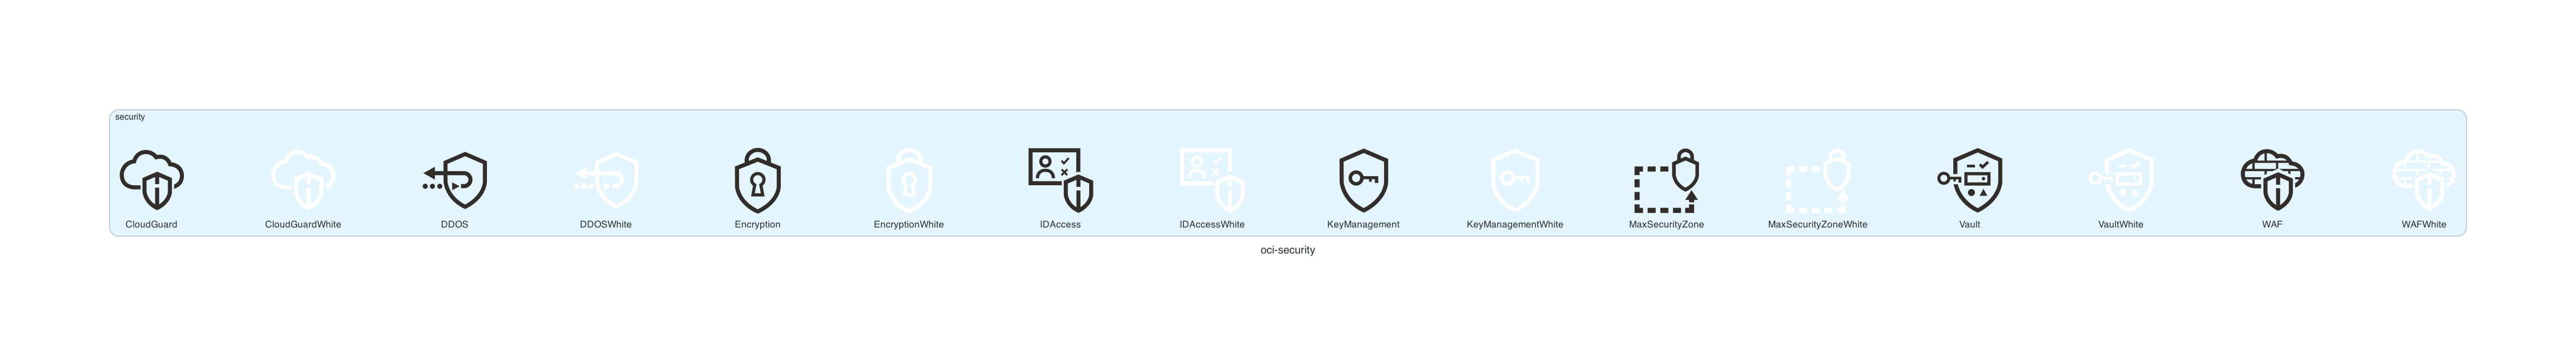 security
CloudGuard
CloudGuardWhite
DDOS
DDOSWhite
Encryption
EncryptionWhite
IDAccess
IDAccessWhite
KeyManagement
KeyManagementWhite
MaxSecurityZone
MaxSecurityZoneWhite
Vault
VaultWhite
WAF
WAFWhite
oci-security